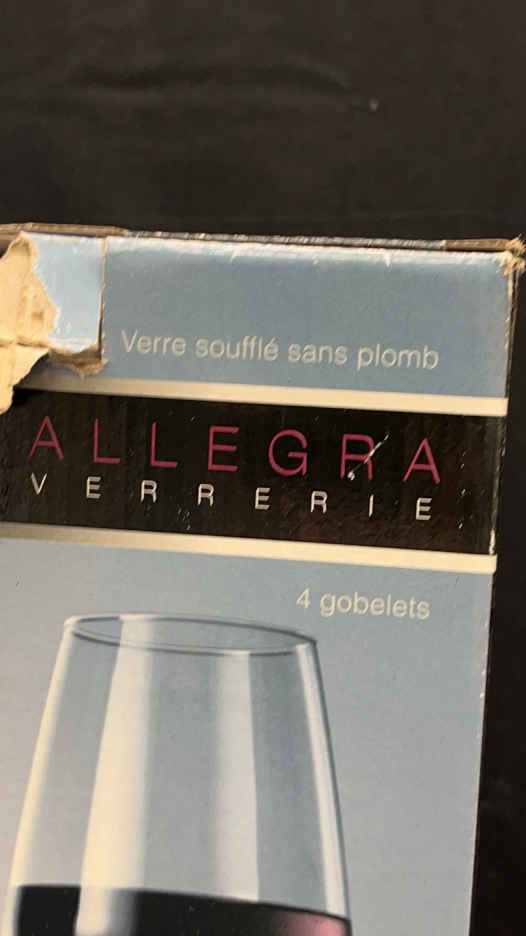 Verre soufflé sans plomb
ALLEGRA
VERRERIE
4 gobelets